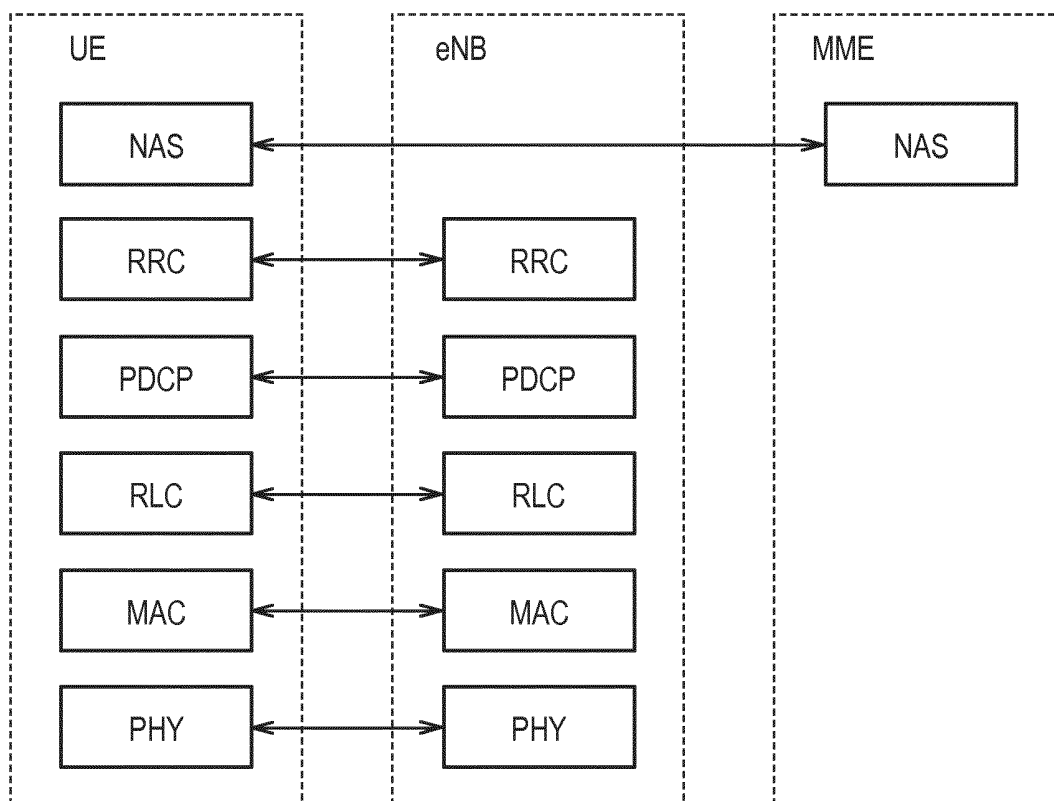 UE
eNB
MME
NAS
NAS
RRC
RRC
PDCP
PDCP
RLC
RLC
MAC
MAC
PHY
PHY